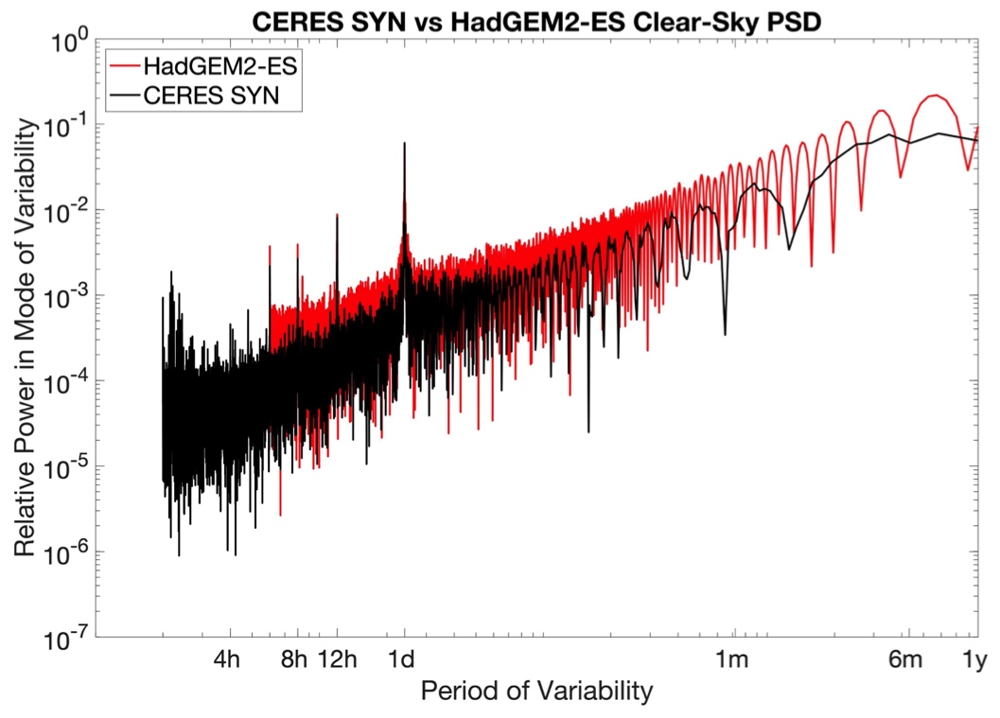 CERES SYN vs HadGEM2-ES Clear-Sky PSD
HadGEM2-ES
CERES SYN
Relative Power in Mode of Variability
10⁰
10⁻¹
10⁻²
10⁻³
10⁻⁴
10⁻⁵
10⁻⁶
10⁻⁷
4h 8h 12h 1d 1m 6m 1y
Period of Variability